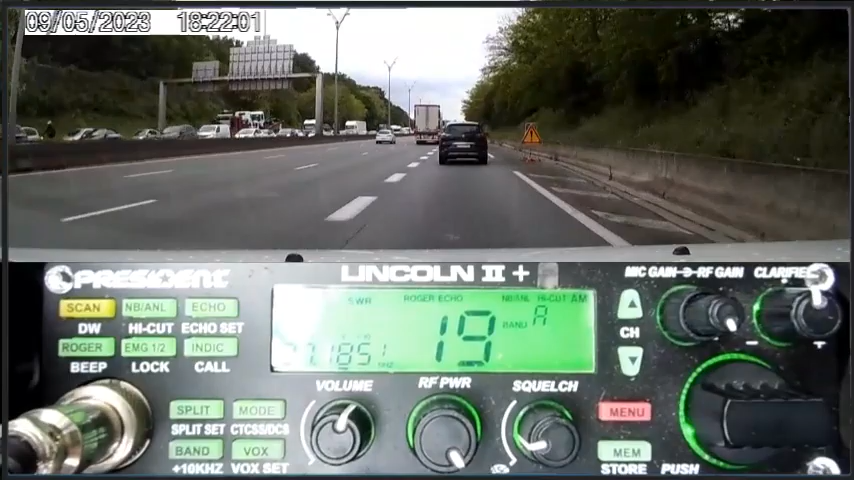 09/05/2023 18:22:01
PRESIDENT
LINCOLN II +
MIC GAIN RF GAIN CLARIFIER
SCAN NB/ANL ECHO
DW HI-CUT ECHO SET
ROGER EMG 1/2 INDIC
BEEP LOCK CALL
SWR ROGER ECHO NB/ANL HI-CUT AM
19 BAND A
CH
VOLUME RF PWR SQUELCH
SPLIT MODE
SPLIT SET CTCSS/DCS
BAND VOX
+10KHZ VOX SET
MENU
MEM
STORE PUSH
- +